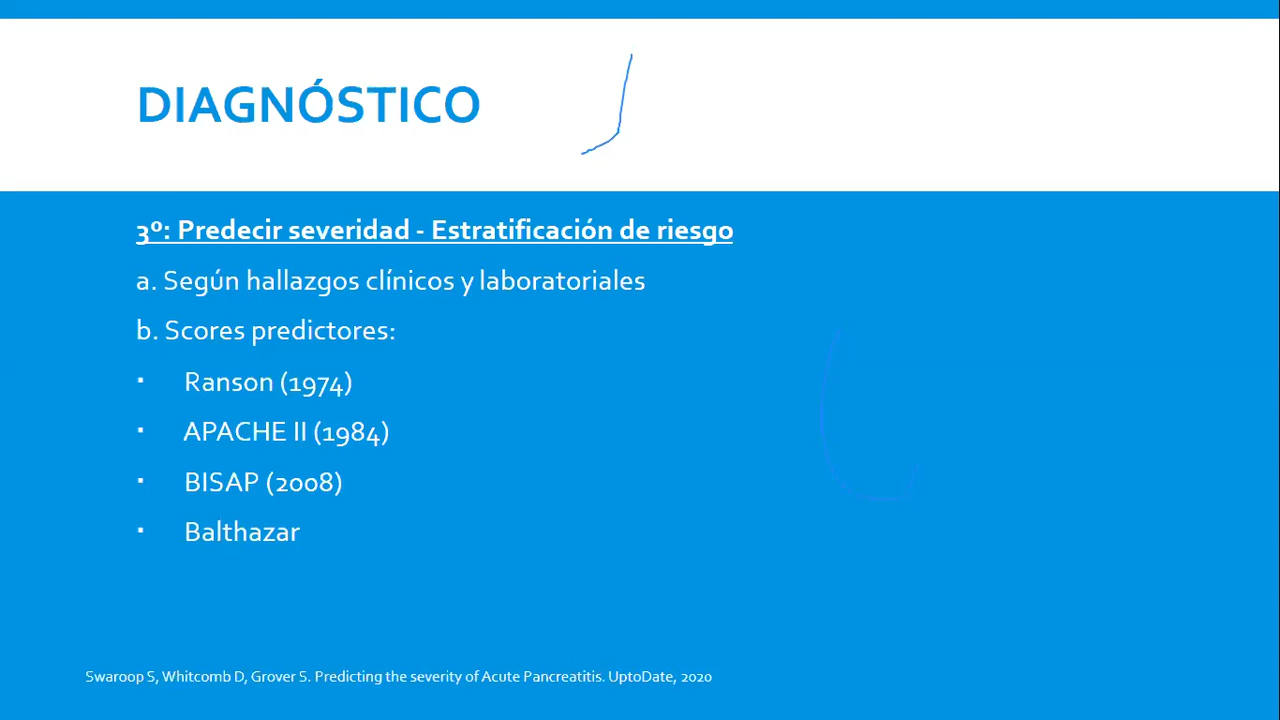 DIAGNÓSTICO
3º: Predecir severidad - Estratificación de riesgo
a. Según hallazgos clínicos y laboratoriales
b. Scores predictores:
▪ Ranson (1974)
▪ APACHE II (1984)
▪ BISAP (2008)
▪ Balthazar
Swaroop S, Whitcomb D, Grover S. Predicting the severity of Acute Pancreatitis. UptoDate, 2020